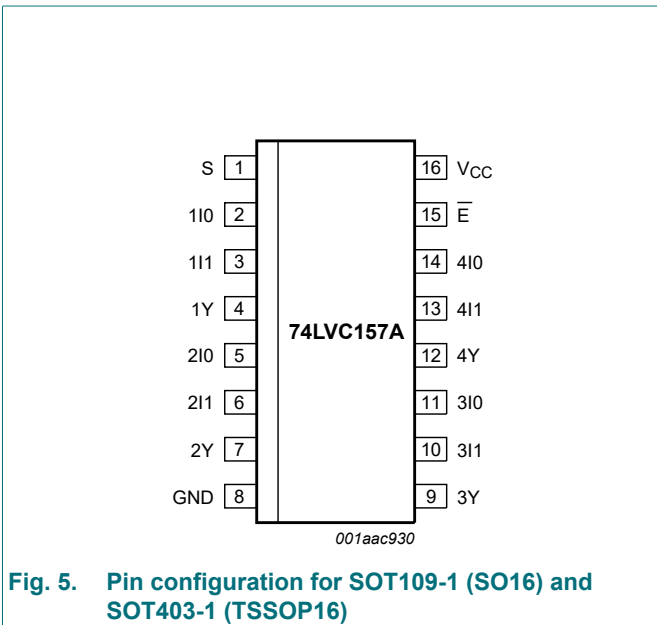 S 1 16 VCC
1I0 2 15 E̅
1I1 3 14 4I0
1Y 4 13 4I1
74LVC157A
2I0 5 12 4Y
2I1 6 11 3I0
2Y 7 10 3I1
GND 8 9 3Y
001aac930
Fig. 5. Pin configuration for SOT109-1 (SO16) and
SOT403-1 (TSSOP16)